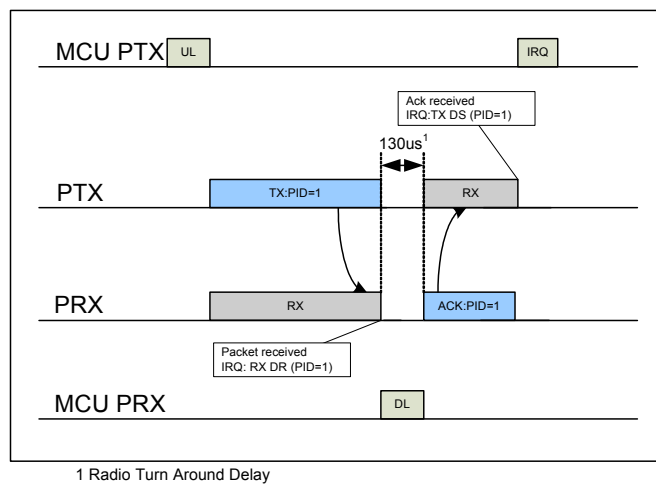 MCU PTX
UL
IRQ
Ack received
IRQ:TX DS (PID=1)
130us1
PTX
TX:PID=1
RX
PRX
RX
ACK:PID=1
Packet received
IRQ: RX DR (PID=1)
MCU PRX
DL
1 Radio Turn Around Delay